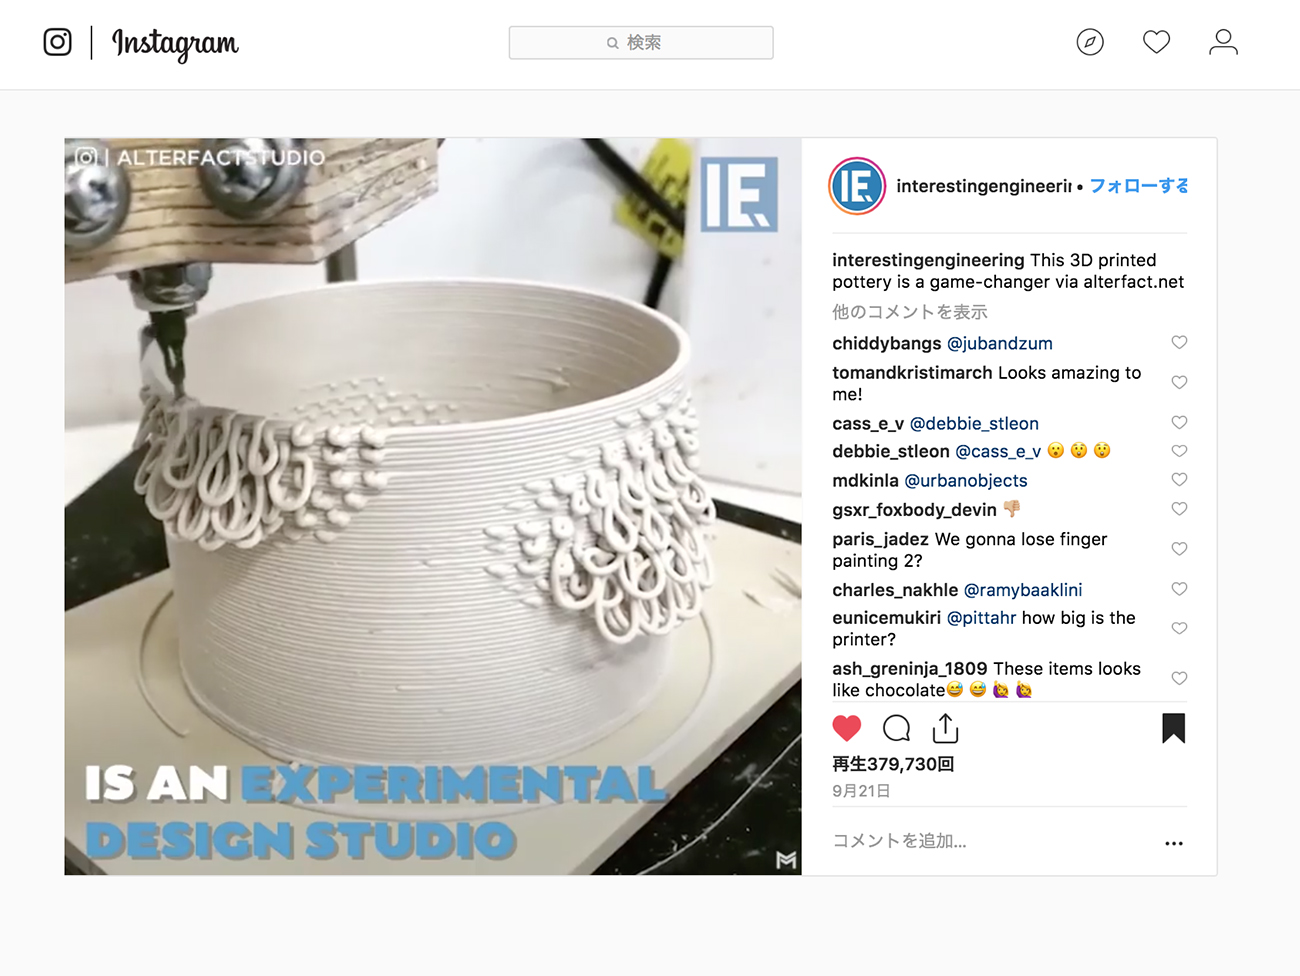 Instagram
検索
ALTERFACTSTUDIO
IE
IS AN EXPERIMENTAL
DESIGN STUDIO
IE
interestingengineerin • フォローする
interestingengineering This 3D printed
pottery is a game-changer via alterfact.net
他のコメントを表示
chiddybangs @jubandzum
tomandkristimarch Looks amazing to
me!
cass_e_v @debbie_stleon
debbie_stleon @cass_e_v 😮 😲 😲
mdkinla @urbanobjects
gsxr_foxbody_devin 👎🏼
paris_jadez We gonna lose finger
painting 2?
charles_nakhle @ramybaaklini
eunicemukiri @pittahr how big is the
printer?
ash_greninja_1809 These items looks
like chocolate😅 😅 🙋 🙋
再生379,730回
9月21日
コメントを追加...